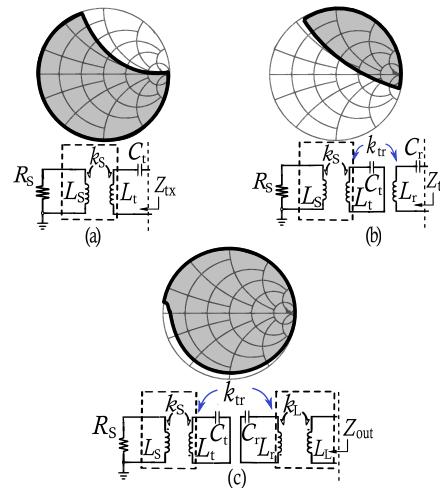 k_S C_t
R_S L_S L_t Z_tx
(a)
k_S k_tr C_r
R_S L_S C_t L_t L_r
(b)
k_tr
k_S C_t C_r k_L
R_S L_S L_t L_r L_L Z_out
(c)